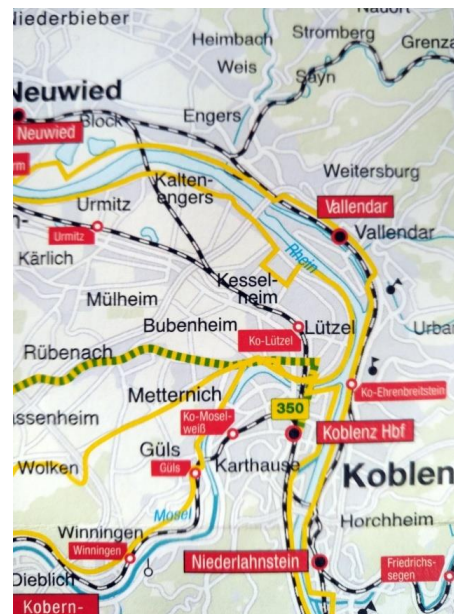 Niederbieber
Heimbach
Weis
Stromberg
Grenza
Sayn
Neuwied
Neuwied
Block
Engers
Weitersburg
Kalten-
engers
Urmitz
Urmitz
Vallendar
Vallendar
Kärlich
Rhein
Kessel-
heim
Mülheim
Bubenheim
Lützel
Ko-Lützel
Urbar
Rübenach
Metternich
350
Ko-Ehrenbreitstein
Ko-Mosel-
weiß
Koblenz Hbf
Güls
Güls
Karthause
Koblen
Wolken
Mosel
Horchheim
Winningen
Winningen
Niederlahnstein
Friedrichs-
segen
Dieblich
Kobern-